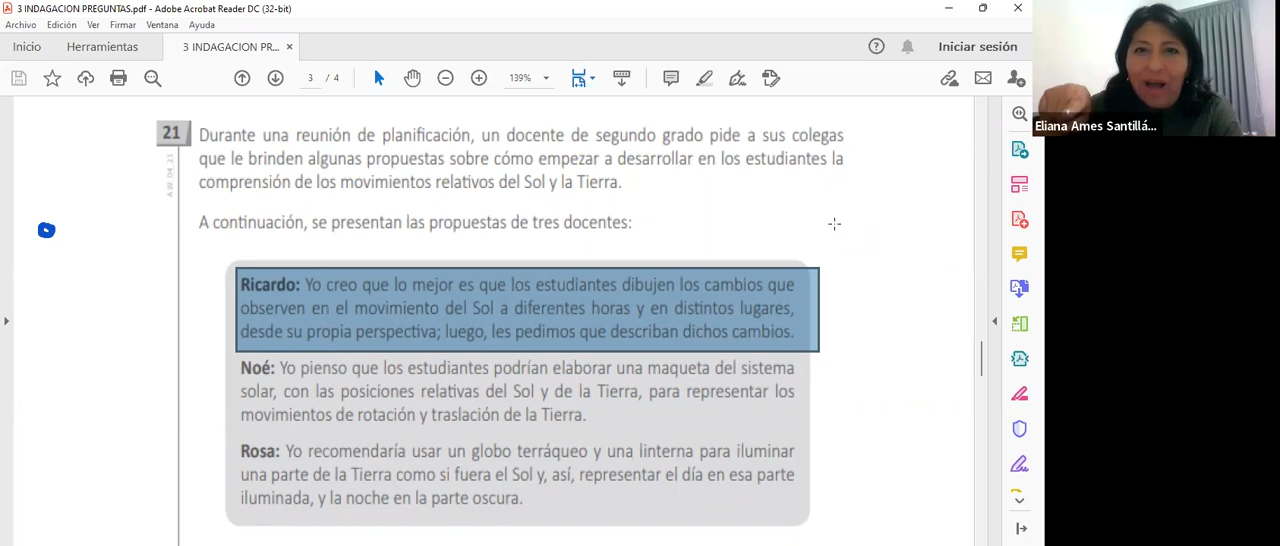 3 INDAGACION PREGUNTAS.pdf - Adobe Acrobat Reader DC (32-bit)
Archivo Edición Ver Firmar Ventana Ayuda
Inicio Herramientas 3 INDAGACION PR... × Iniciar sesión
3 / 4 139%
Eliana Ames Santillá...
21 Durante una reunión de planificación, un docente de segundo grado pide a sus colegas
que le brinden algunas propuestas sobre cómo empezar a desarrollar en los estudiantes la
comprensión de los movimientos relativos del Sol y la Tierra.
A22_04_21
A continuación, se presentan las propuestas de tres docentes:
Ricardo: Yo creo que lo mejor es que los estudiantes dibujen los cambios que
observen en el movimiento del Sol a diferentes horas y en distintos lugares,
desde su propia perspectiva; luego, les pedimos que describan dichos cambios.
Noé: Yo pienso que los estudiantes podrían elaborar una maqueta del sistema
solar, con las posiciones relativas del Sol y de la Tierra, para representar los
movimientos de rotación y traslación de la Tierra.
Rosa: Yo recomendaría usar un globo terráqueo y una linterna para iluminar
una parte de la Tierra como si fuera el Sol y, así, representar el día en esa parte
iluminada, y la noche en la parte oscura.